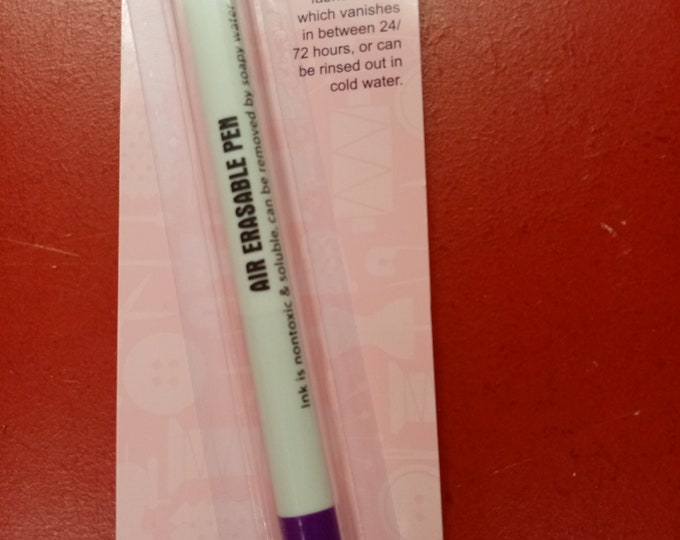 which vanishes
in between 24/
72 hours, or can
be rinsed out in
cold water.
AIR ERASABLE PEN
Ink is nontoxic & soluble, can be removed by soapy water